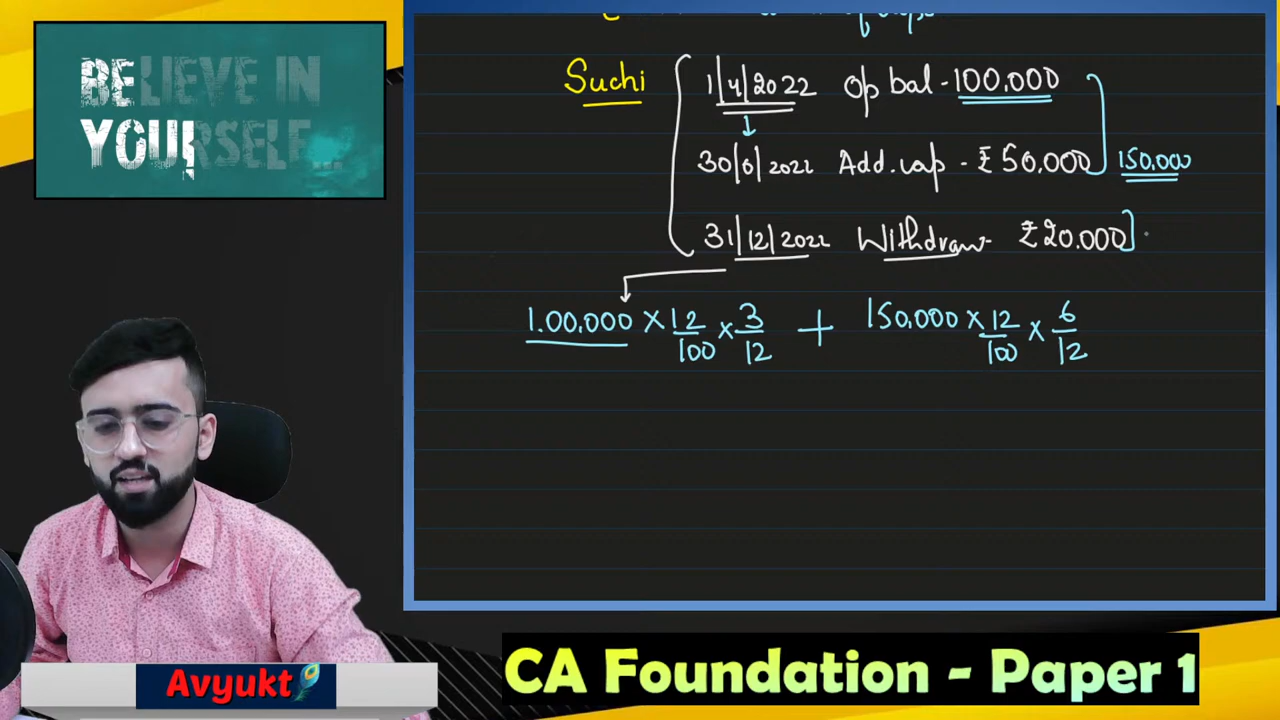 BELIEVE IN
YOURSELF...
Suchi
1|4|2022 Op bal - 100,000
30|6|2022 Add. cap - ₹ 50,000
150,000
31|12|2022 Withdraw - ₹ 20,000
1,00,000 × 12/100 × 3/12 + 150,000 × 12/100 × 6/12
Avyukt
CA Foundation - Paper 1